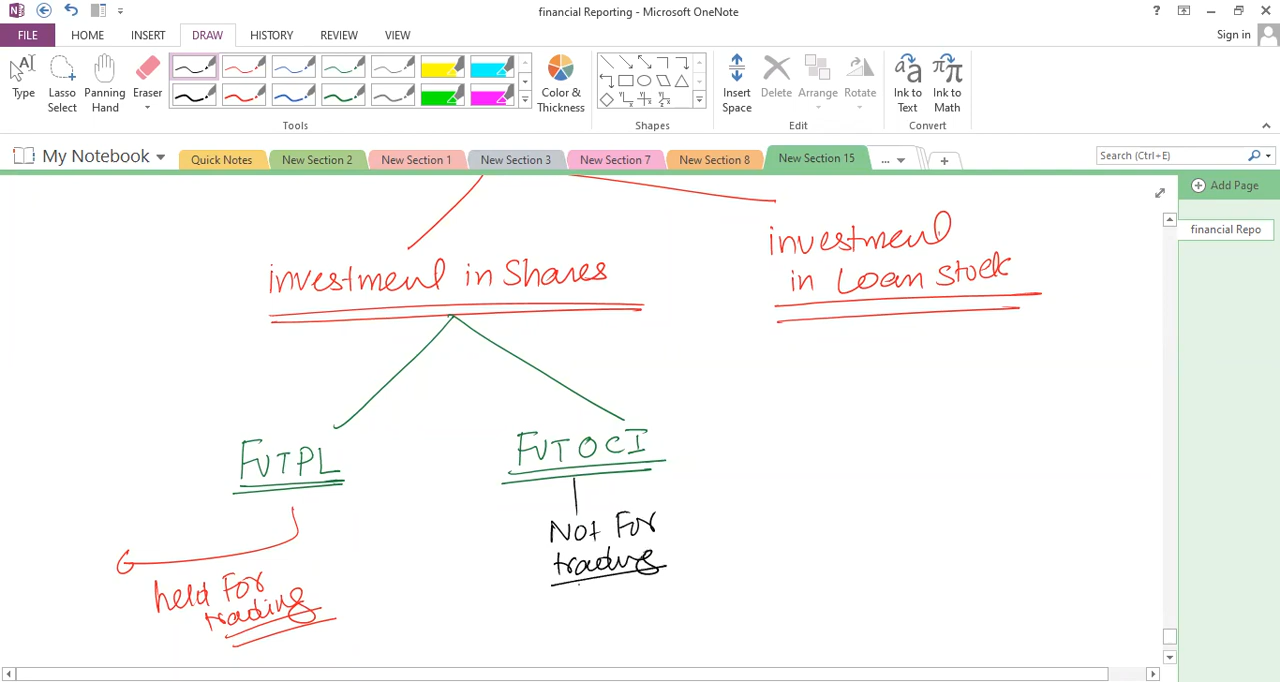 financial Reporting - Microsoft OneNote
Sign in
FILE HOME INSERT DRAW HISTORY REVIEW VIEW
Type
Lasso Select
Panning Hand
Eraser
Color & Thickness
Insert Space
Delete
Arrange
Rotate
Ink to Text
Ink to Math
Tools
Shapes
Edit
Convert
My Notebook
Quick Notes
New Section 2
New Section 1
New Section 3
New Section 7
New Section 8
New Section 15
...
Search (Ctrl+E)
Add Page
financial Repo
investment in Shares
investment
in Loan stock
FVTPL
FVTOCI
held For
trading
Not For
trading